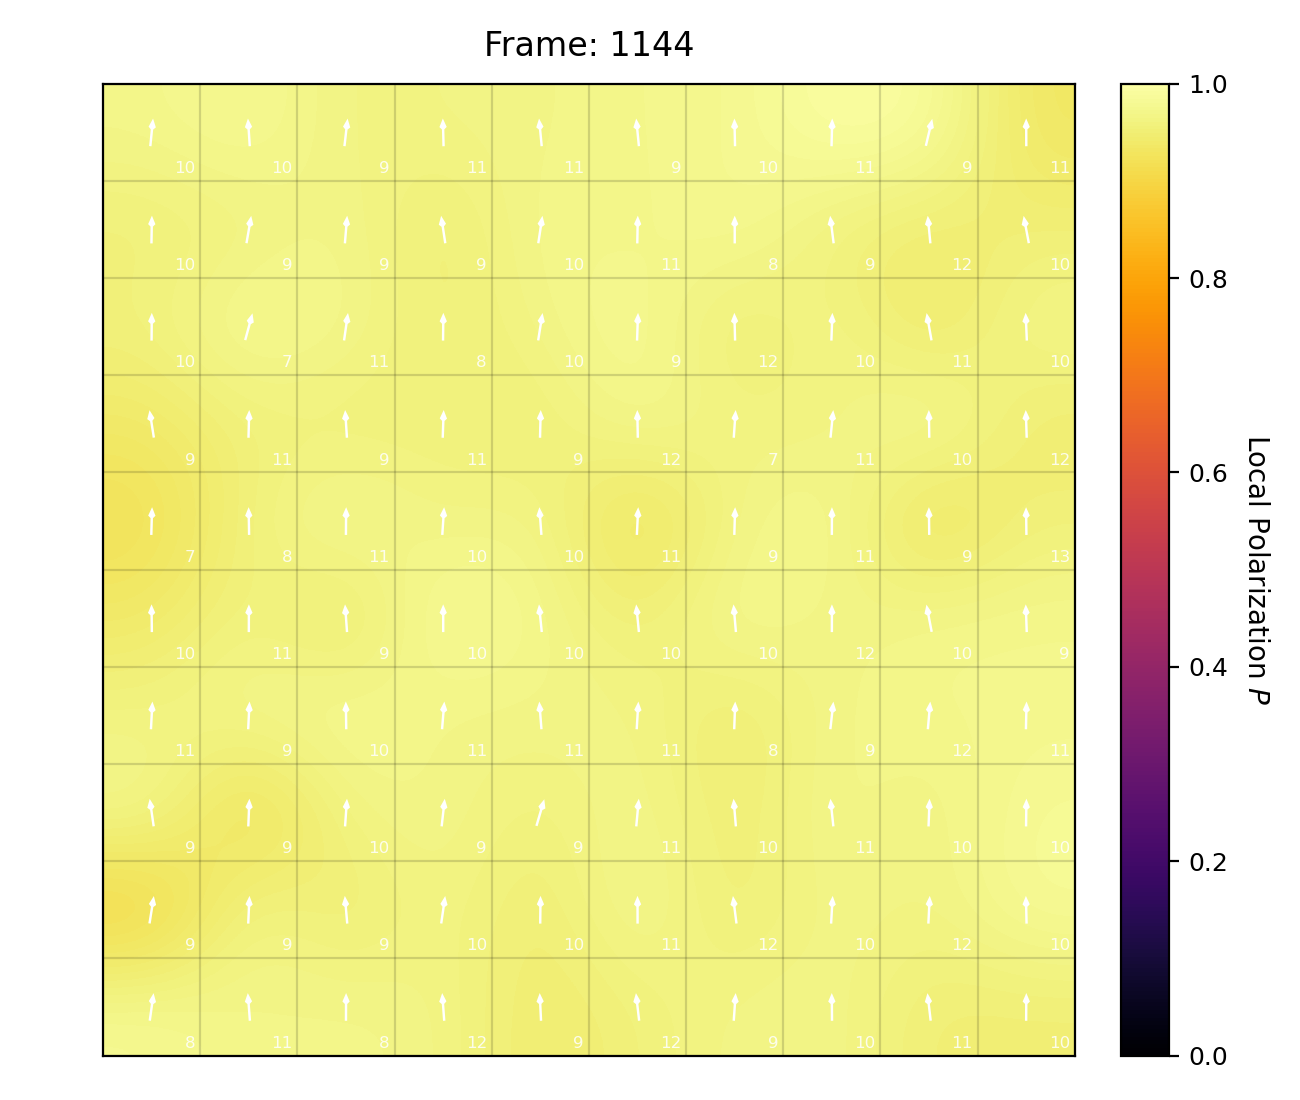 Frame: 1144
10 10 9 11 11 9 10 11 9 11
10 9 9 9 10 11 8 9 12 10
10 7 11 8 10 9 12 10 11 10
9 11 9 11 9 12 7 11 10 12
7 8 11 10 10 11 9 11 9 13
10 11 9 10 10 10 10 12 10 9
11 9 10 11 11 11 8 9 12 11
9 9 10 9 9 11 10 11 10 10
9 9 9 10 10 11 12 10 12 10
8 11 8 12 9 12 9 10 11 10
1.0
0.8
0.6
0.4
0.2
0.0
Local Polarization P